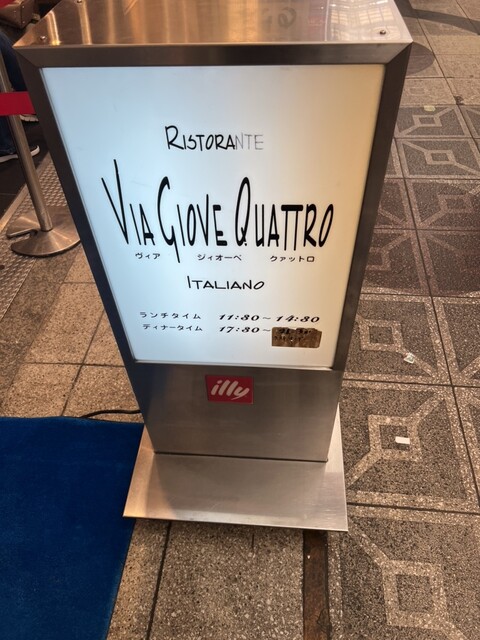 RISTORANTE
VIA GIOVE QUATTRO
ヴィア ジィオーベ クァットロ
ITALIANO
ランチタイム 11:30～14:30
ディナータイム 17:30～
illy